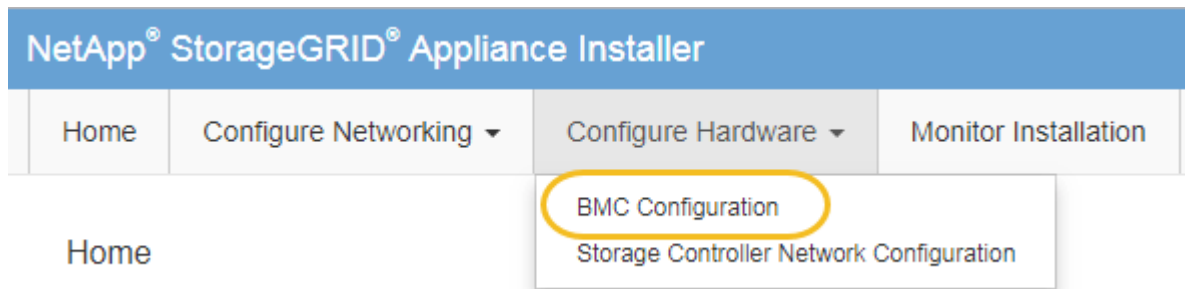 NetApp® StorageGRID® Appliance Installer
Home Configure Networking Configure Hardware Monitor Installation
BMC Configuration
Home
Storage Controller Network Configuration